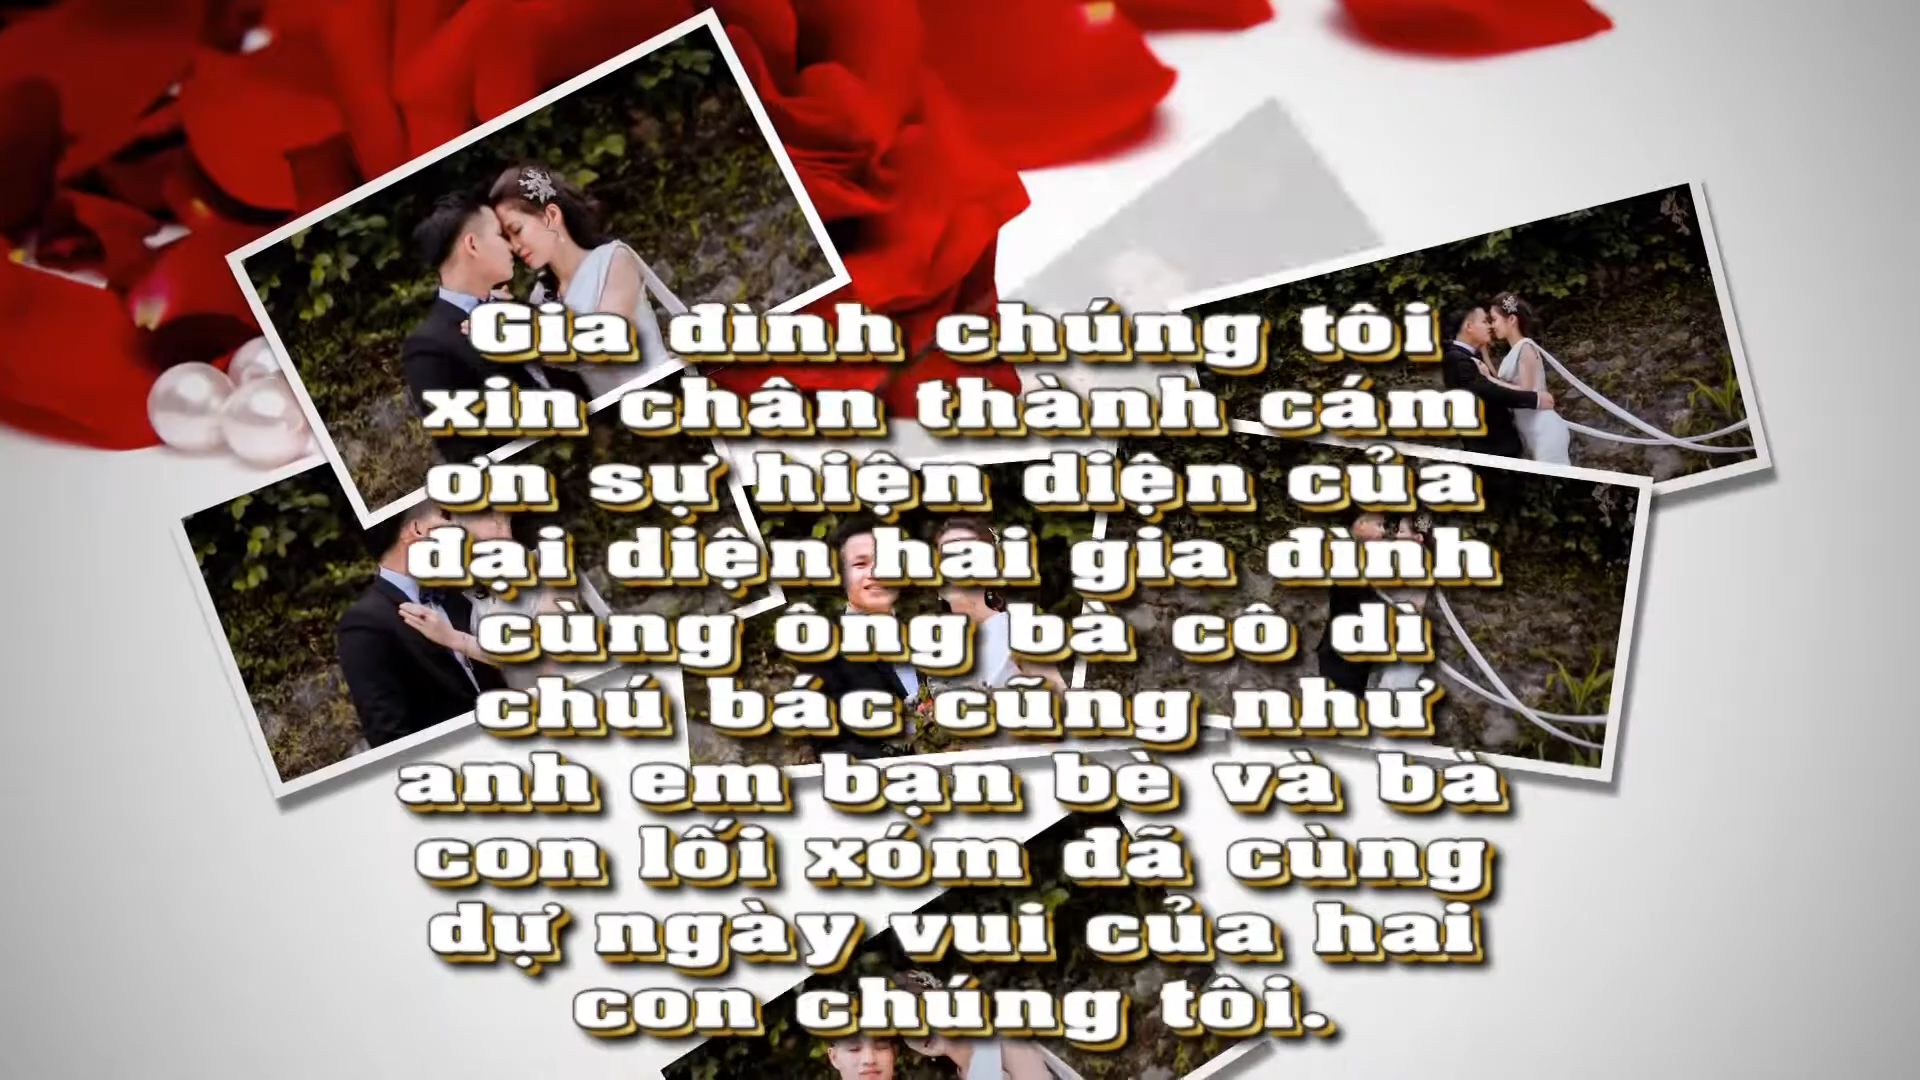 Gia đình chúng tôi
xin chân thành cám
ơn sự hiện diện của
đại diện hai gia đình
cùng ông bà cô dì
chú bác cũng như
anh em bạn bè và bà
con lối xóm đã cùng
dự ngày vui của hai
con chúng tôi.